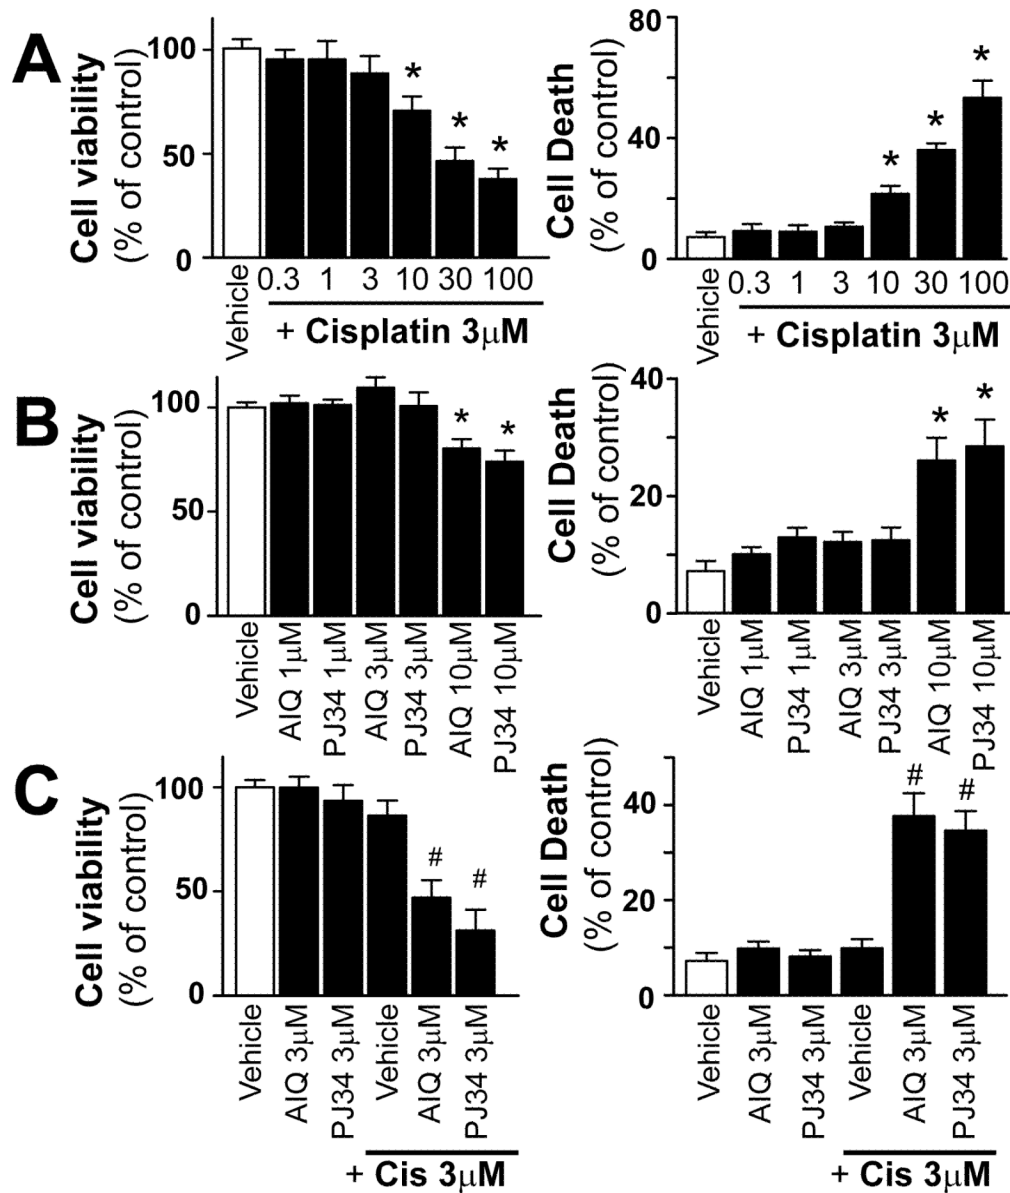 A
Cell viability
(% of control)
100
50
0
Vehicle
0.3 1 3 10 30 100
* * *
+ Cisplatin 3μM
Cell Death
(% of control)
80
40
0
Vehicle
0.3 1 3 10 30 100
* * *
+ Cisplatin 3μM
B
Cell viability
(% of control)
100
50
0
* *
Vehicle
AIQ 1μM
PJ34 1μM
AIQ 3μM
PJ34 3μM
AIQ 10μM
PJ34 10μM
Cell Death
(% of control)
40
20
0
* *
Vehicle
AIQ 1μM
PJ34 1μM
AIQ 3μM
PJ34 3μM
AIQ 10μM
PJ34 10μM
C
Cell viability
(% of control)
100
50
0
# #
Vehicle
AIQ 3μM
PJ34 3μM
Vehicle
AIQ 3μM
PJ34 3μM
+ Cis 3μM
Cell Death
(% of control)
40
20
0
# #
Vehicle
AIQ 3μM
PJ34 3μM
Vehicle
AIQ 3μM
PJ34 3μM
+ Cis 3μM